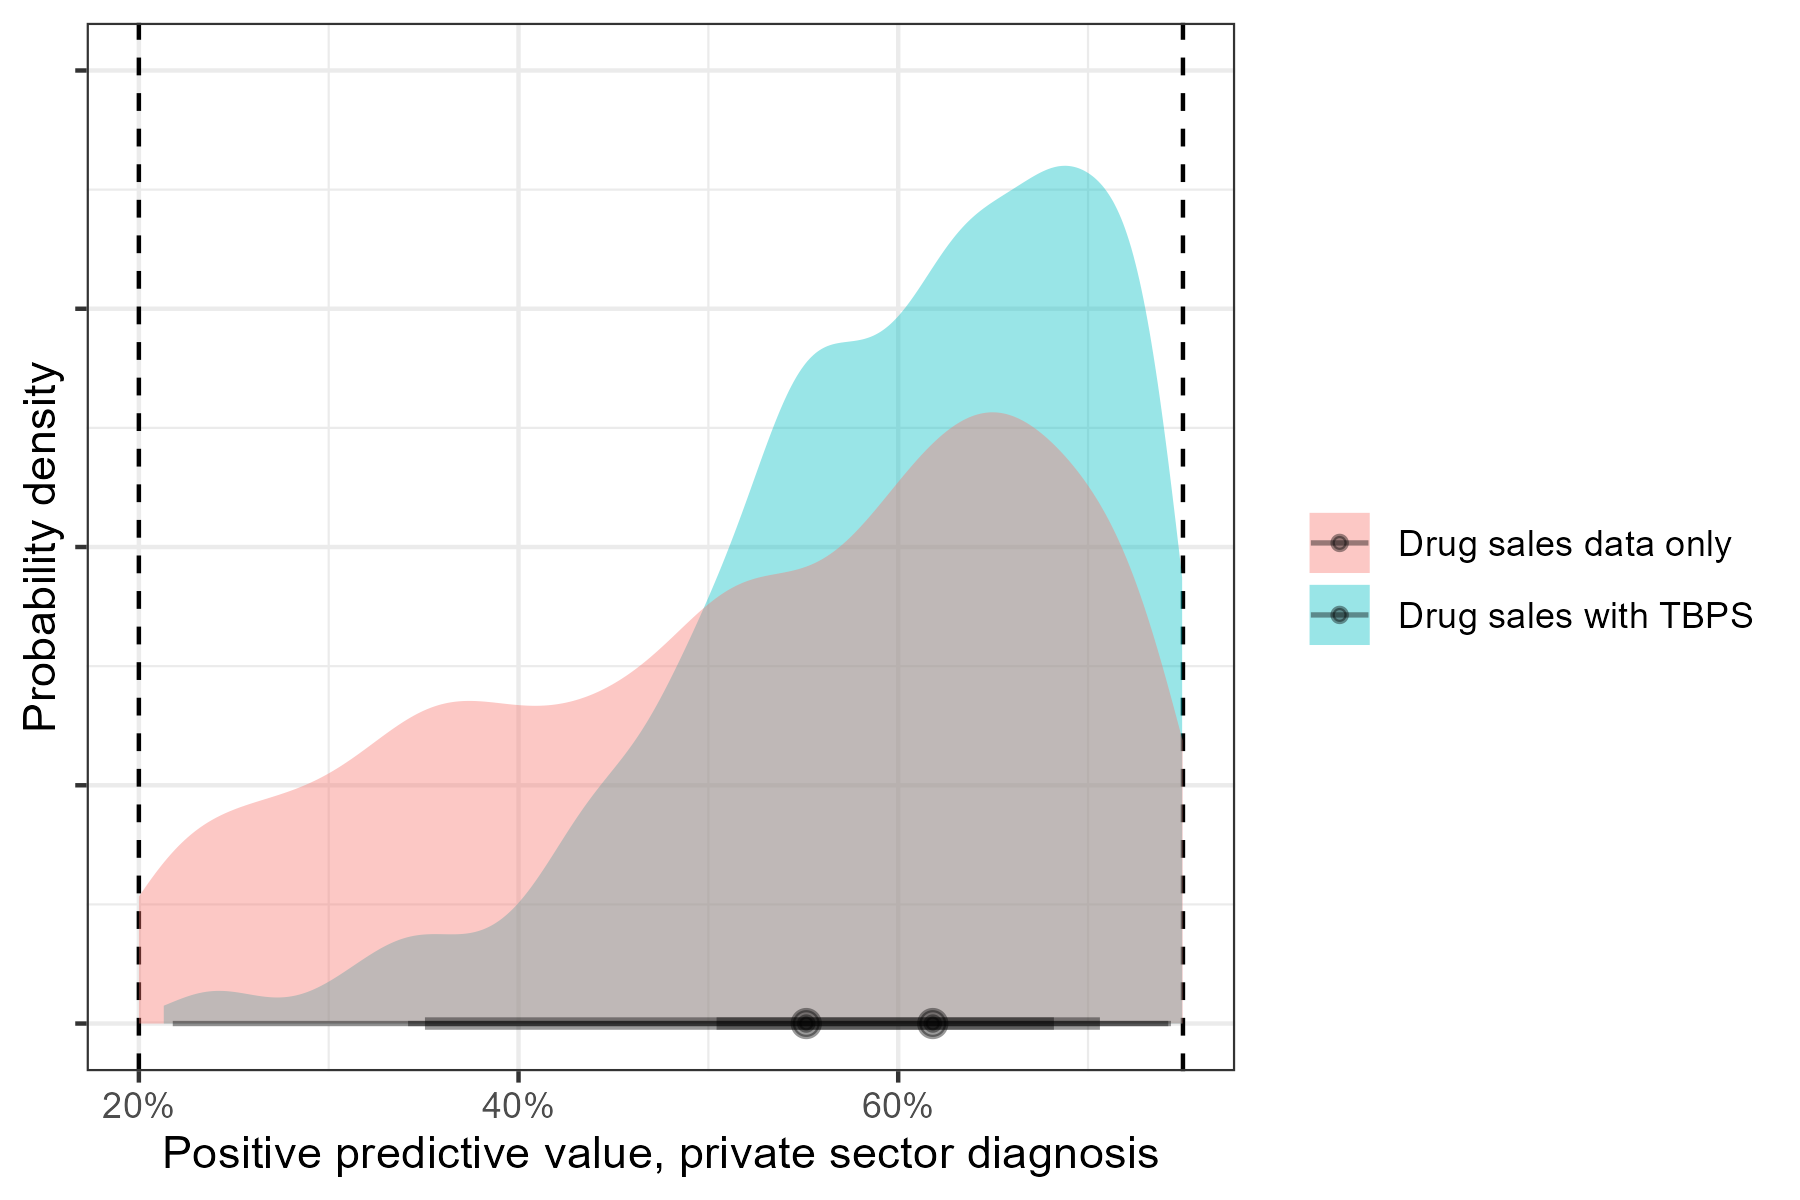 Probability density
20%
40%
60%
Positive predictive value, private sector diagnosis
Drug sales data only
Drug sales with TBPS